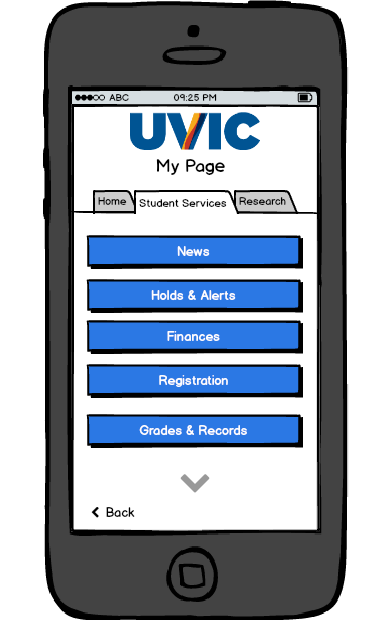 ABC 09:25 PM
UVIC
My Page
Home Student Services Research
News
Holds & Alerts
Finances
Registration
Grades & Records
Back